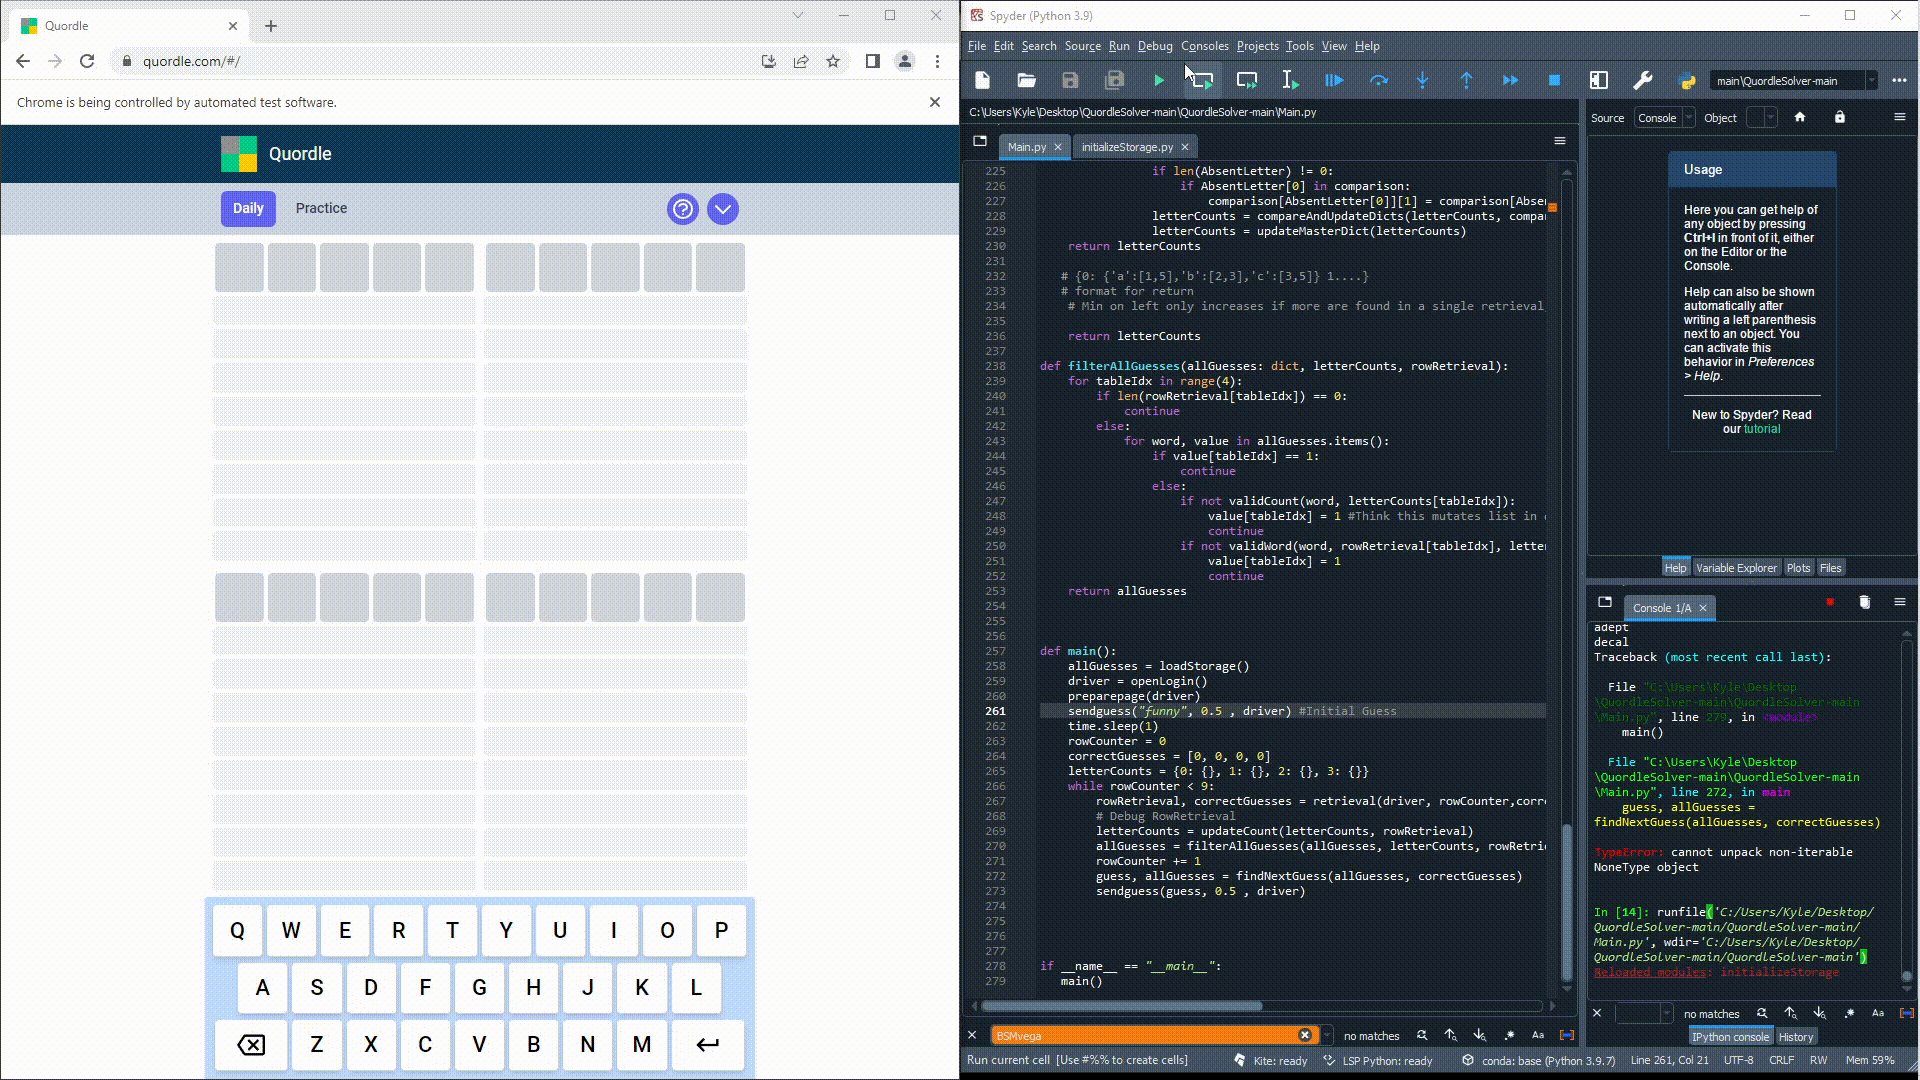 Quordle
quordle.com/#/
Chrome is being controlled by automated test software.
Quordle
Daily Practice
Q W E R T Y U I O P
A S D F G H J K L
Z X C V B N M
Spyder (Python 3.9)
File Edit Search Source Run Debug Consoles Projects Tools View Help
main\QuordleSolver-main
C:\Users\Kyle\Desktop\QuordleSolver-main\QuordleSolver-main\Main.py
Main.py initializeStorage.py
225 if len(AbsentLetter) != 0:
226 if AbsentLetter[0] in comparison:
227 comparison[AbsentLetter[0]][1] = comparison[Abse
228 letterCounts = compareAndUpdateDicts(letterCounts, compa
229 letterCounts = updateMasterDict(letterCounts)
230 return letterCounts
231
232 # {0: {'a':[1,5],'b':[2,3],'c':[3,5]} 1....}
233 # format for return
234 # Min on left only increases if more are found in a single retrieval
235
236 return letterCounts
237
238 def filterAllGuesses(allGuesses: dict, letterCounts, rowRetrieval):
239 for tableIdx in range(4):
240 if len(rowRetrieval[tableIdx]) == 0:
241 continue
242 else:
243 for word, value in allGuesses.items():
244 if value[tableIdx] == 1:
245 continue
246 else:
247 if not validCount(word, letterCounts[tableIdx]):
248 value[tableIdx] = 1 #Think this mutates list in
249 continue
250 if not validWord(word, rowRetrieval[tableIdx], lette
251 value[tableIdx] = 1
252 continue
253 return allGuesses
254
255
256
257 def main():
258 allGuesses = loadStorage()
259 driver = openLogin()
260 preparepage(driver)
261 sendguess("funny", 0.5 , driver) #Initial Guess
262 time.sleep(1)
263 rowCounter = 0
264 correctGuesses = [0, 0, 0, 0]
265 letterCounts = {0: {}, 1: {}, 2: {}, 3: {}}
266 while rowCounter < 9:
267 rowRetrieval, correctGuesses = retrieval(driver, rowCounter,corr
268 # Debug RowRetrieval
269 letterCounts = updateCount(letterCounts, rowRetrieval)
270 allGuesses = filterAllGuesses(allGuesses, letterCounts, rowRetri
271 rowCounter += 1
272 guess, allGuesses = findNextGuess(allGuesses, correctGuesses)
273 sendguess(guess, 0.5 , driver)
274
275
276
277
278 if __name__ == "__main__":
279 main()
BSMvega no matches Aa
Source Console Object
Usage
Here you can get help of
any object by pressing
Ctrl+I in front of it, either
on the Editor or the
Console.
Help can also be shown
automatically after
writing a left parenthesis
next to an object. You
can activate this
behavior in Preferences
> Help.
New to Spyder? Read
our tutorial
Help Variable Explorer Plots Files
Console 1/A
adept
decal
Traceback (most recent call last):
File "C:\Users\Kyle\Desktop
\QuordleSolver-main\QuordleSolver-main
\Main.py", line 279, in <module>
main()
File "C:\Users\Kyle\Desktop
\QuordleSolver-main\QuordleSolver-main
\Main.py", line 272, in main
guess, allGuesses =
findNextGuess(allGuesses, correctGuesses)
TypeError: cannot unpack non-iterable
NoneType object
In [14]: runfile('C:/Users/Kyle/Desktop/
QuordleSolver-main/QuordleSolver-main/
Main.py', wdir='C:/Users/Kyle/Desktop/
QuordleSolver-main/QuordleSolver-main')
Reloaded modules: initializeStorage
no matches Aa
IPython console History
Run current cell [Use #%% to create cells] Kite: ready LSP Python: ready conda: base (Python 3.9.7) Line 261, Col 21 UTF-8 CRLF RW Mem 59%